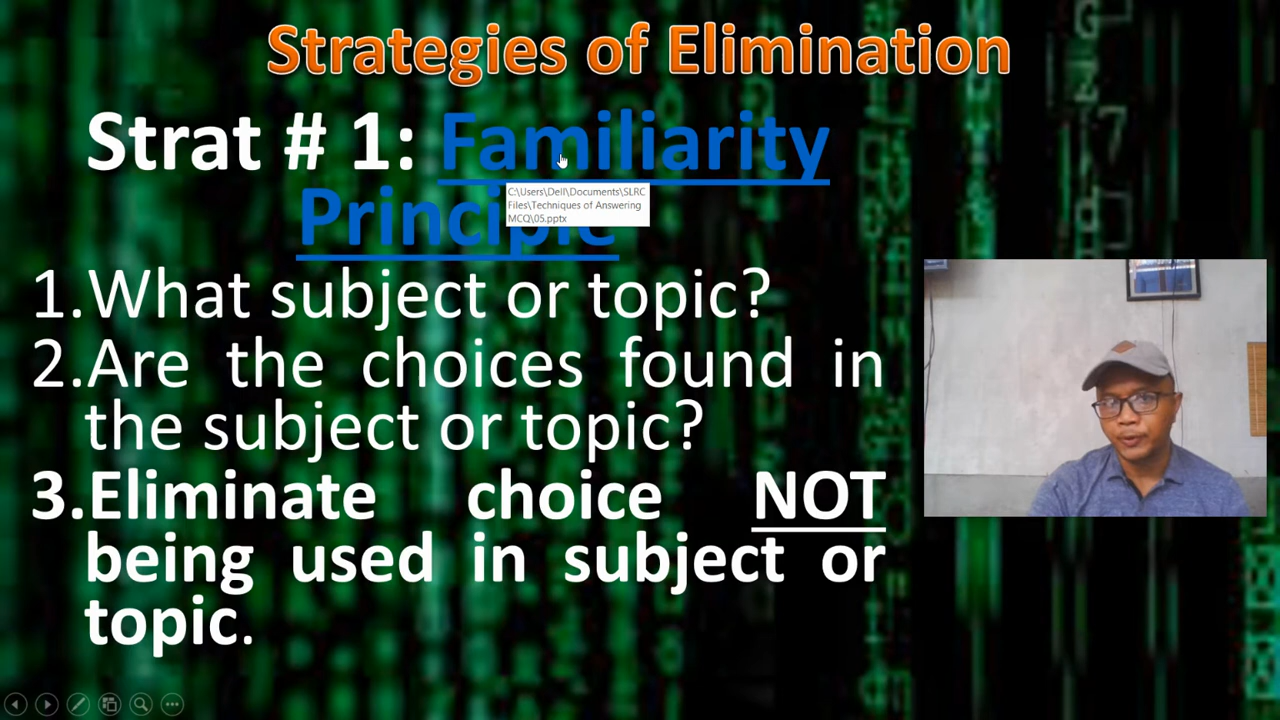 Strategies of Elimination
Strat # 1: Familiarity
Principle
C:\Users\Dell\Documents\SLRC
Files\Techniques of Answering
MCQ\05.pptx
1.What subject or topic?
2.Are the choices found in
the subject or topic?
3.Eliminate choice NOT
being used in subject or
topic.